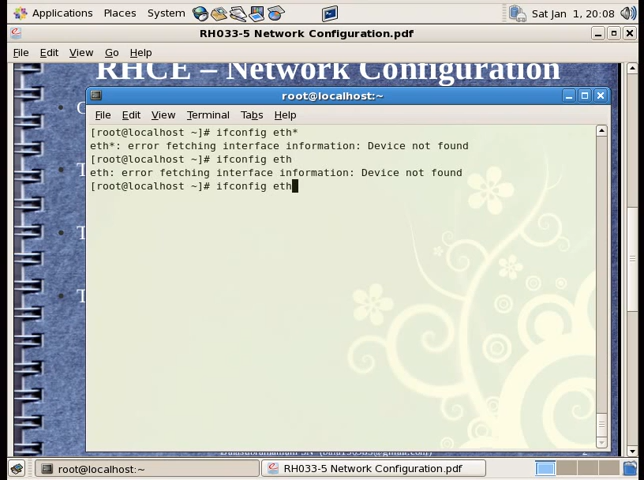 Applications Places System Sat Jan 1, 20:08
RH033-5 Network Configuration.pdf
File Edit View Go Help
RHCE – Network Configuration
root@localhost:~
File Edit View Terminal Tabs Help
[root@localhost ~]# ifconfig eth*
eth*: error fetching interface information: Device not found
[root@localhost ~]# ifconfig eth
eth: error fetching interface information: Device not found
[root@localhost ~]# ifconfig eth
root@localhost:~
RH033-5 Network Configuration.pdf